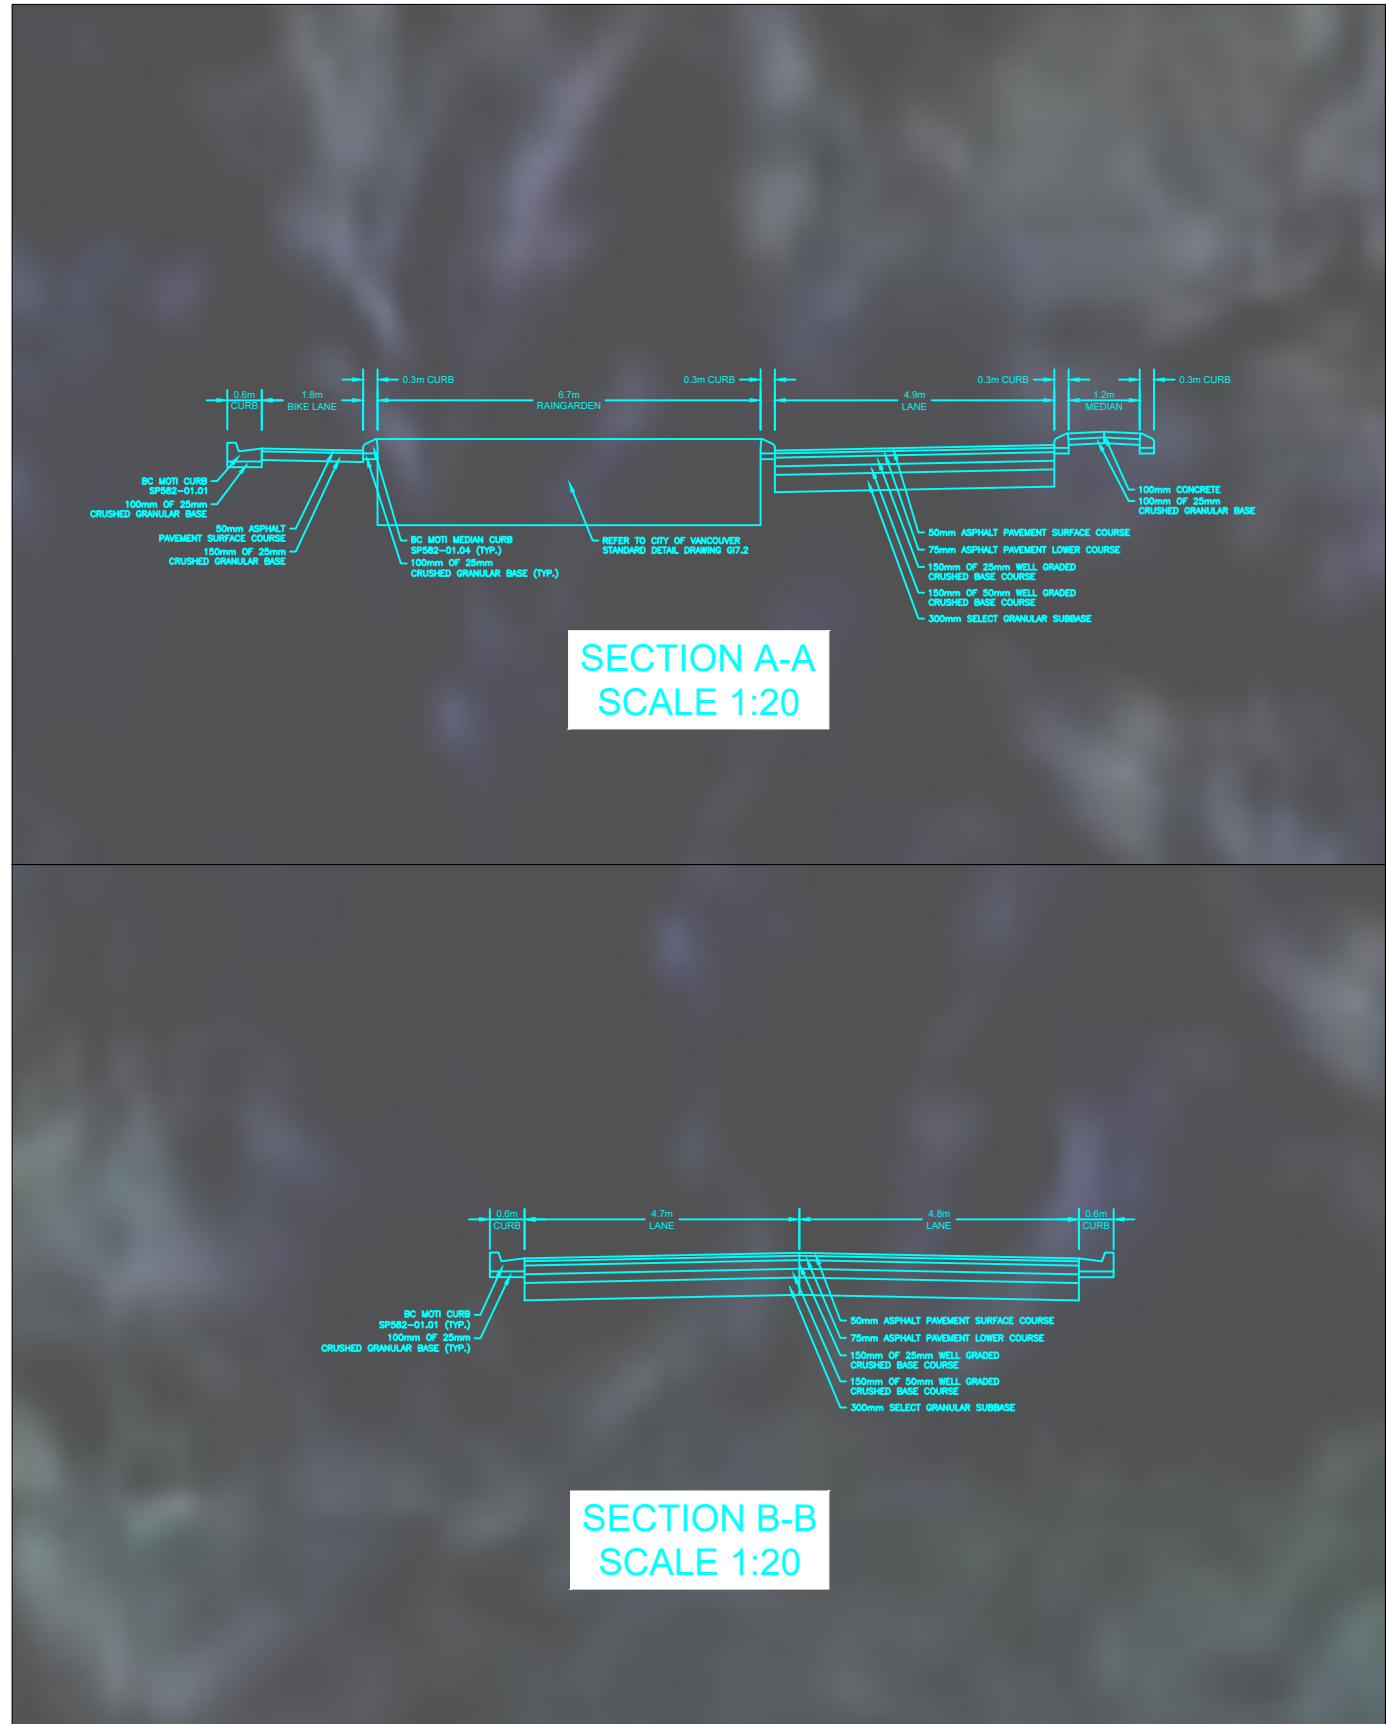 0.3m CURB
0.3m CURB
0.3m CURB
0.3m CURB
0.6m
CURB
1.8m
BIKE LANE
6.7m
RAINGARDEN
4.9m
LANE
1.2m
MEDIAN
BC MOTI CURB
SP582-01.01
100mm OF 25mm
CRUSHED GRANULAR BASE
50mm ASPHALT
PAVEMENT SURFACE COURSE
150mm OF 25mm
CRUSHED GRANULAR BASE
BC MOTI MEDIAN CURB
SP582-01.04 (TYP.)
100mm OF 25mm
CRUSHED GRANULAR BASE (TYP.)
REFER TO CITY OF VANCOUVER
STANDARD DETAIL DRAWING GI7.2
50mm ASPHALT PAVEMENT SURFACE COURSE
75mm ASPHALT PAVEMENT LOWER COURSE
150mm OF 25mm WELL GRADED
CRUSHED BASE COURSE
150mm OF 50mm WELL GRADED
CRUSHED BASE COURSE
300mm SELECT GRANULAR SUBBASE
100mm CONCRETE
100mm OF 25mm
CRUSHED GRANULAR BASE
SECTION A-A
SCALE 1:20
0.6m
CURB
4.7m
LANE
4.8m
LANE
0.6m
CURB
BC MOTI CURB
SP582-01.01 (TYP.)
100mm OF 25mm
CRUSHED GRANULAR BASE (TYP.)
50mm ASPHALT PAVEMENT SURFACE COURSE
75mm ASPHALT PAVEMENT LOWER COURSE
150mm OF 25mm WELL GRADED
CRUSHED BASE COURSE
150mm OF 50mm WELL GRADED
CRUSHED BASE COURSE
300mm SELECT GRANULAR SUBBASE
SECTION B-B
SCALE 1:20